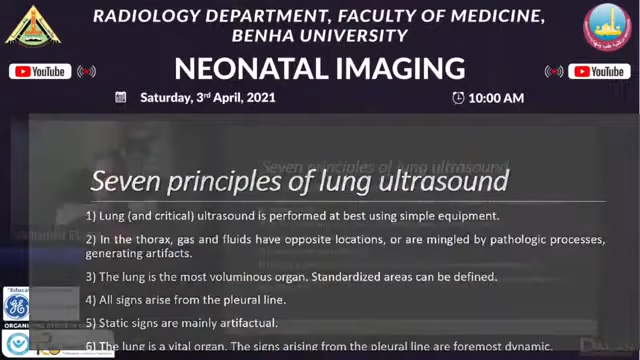 RADIOLOGY DEPARTMENT, FACULTY OF MEDICINE,
BENHA UNIVERSITY
YouTube
NEONATAL IMAGING
YouTube
Saturday, 3rd April, 2021
10:00 AM
Seven principles of lung ultrasound
Seven principles of lung ultrasound
1) Lung (and critical) ultrasound is performed at best using simple equipment.
2) In the thorax, gas and fluids have opposite locations, or are mingled by pathologic processes,
generating artifacts.
3) The lung is the most voluminous organ. Standardized areas can be defined.
4) All signs arise from the pleural line.
5) Static signs are mainly artifactual.
6) The lung is a vital organ. The signs arising from the pleural line are foremost dynamic.